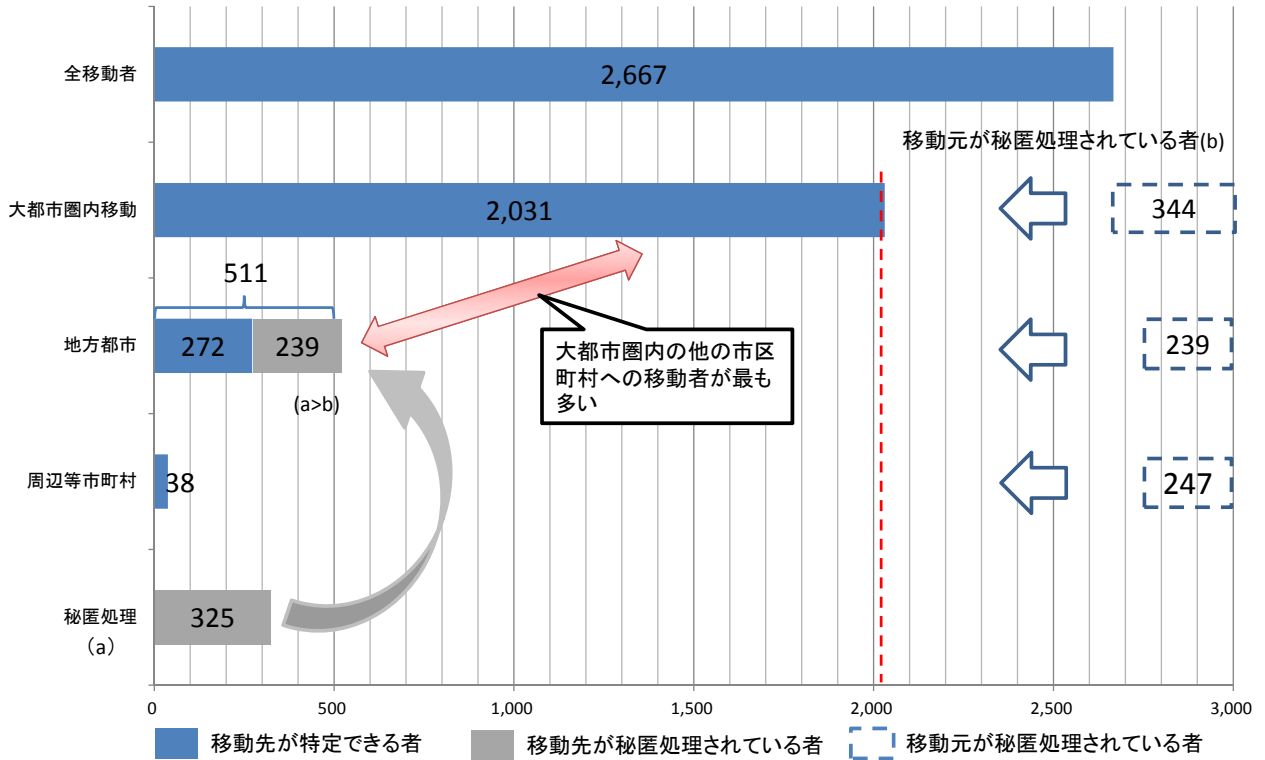 全移動者
2,667
移動元が秘匿処理されている者(b)
大都市圏内移動
2,031
344
511
地方都市
272
239
(a>b)
大都市圏内の他の市区
町村への移動者が最も
多い
239
周辺等市町村
38
247
秘匿処理
(a)
325
0
500
1,000
1,500
2,000
2,500
3,000
移動先が特定できる者
移動先が秘匿処理されている者
移動元が秘匿処理されている者